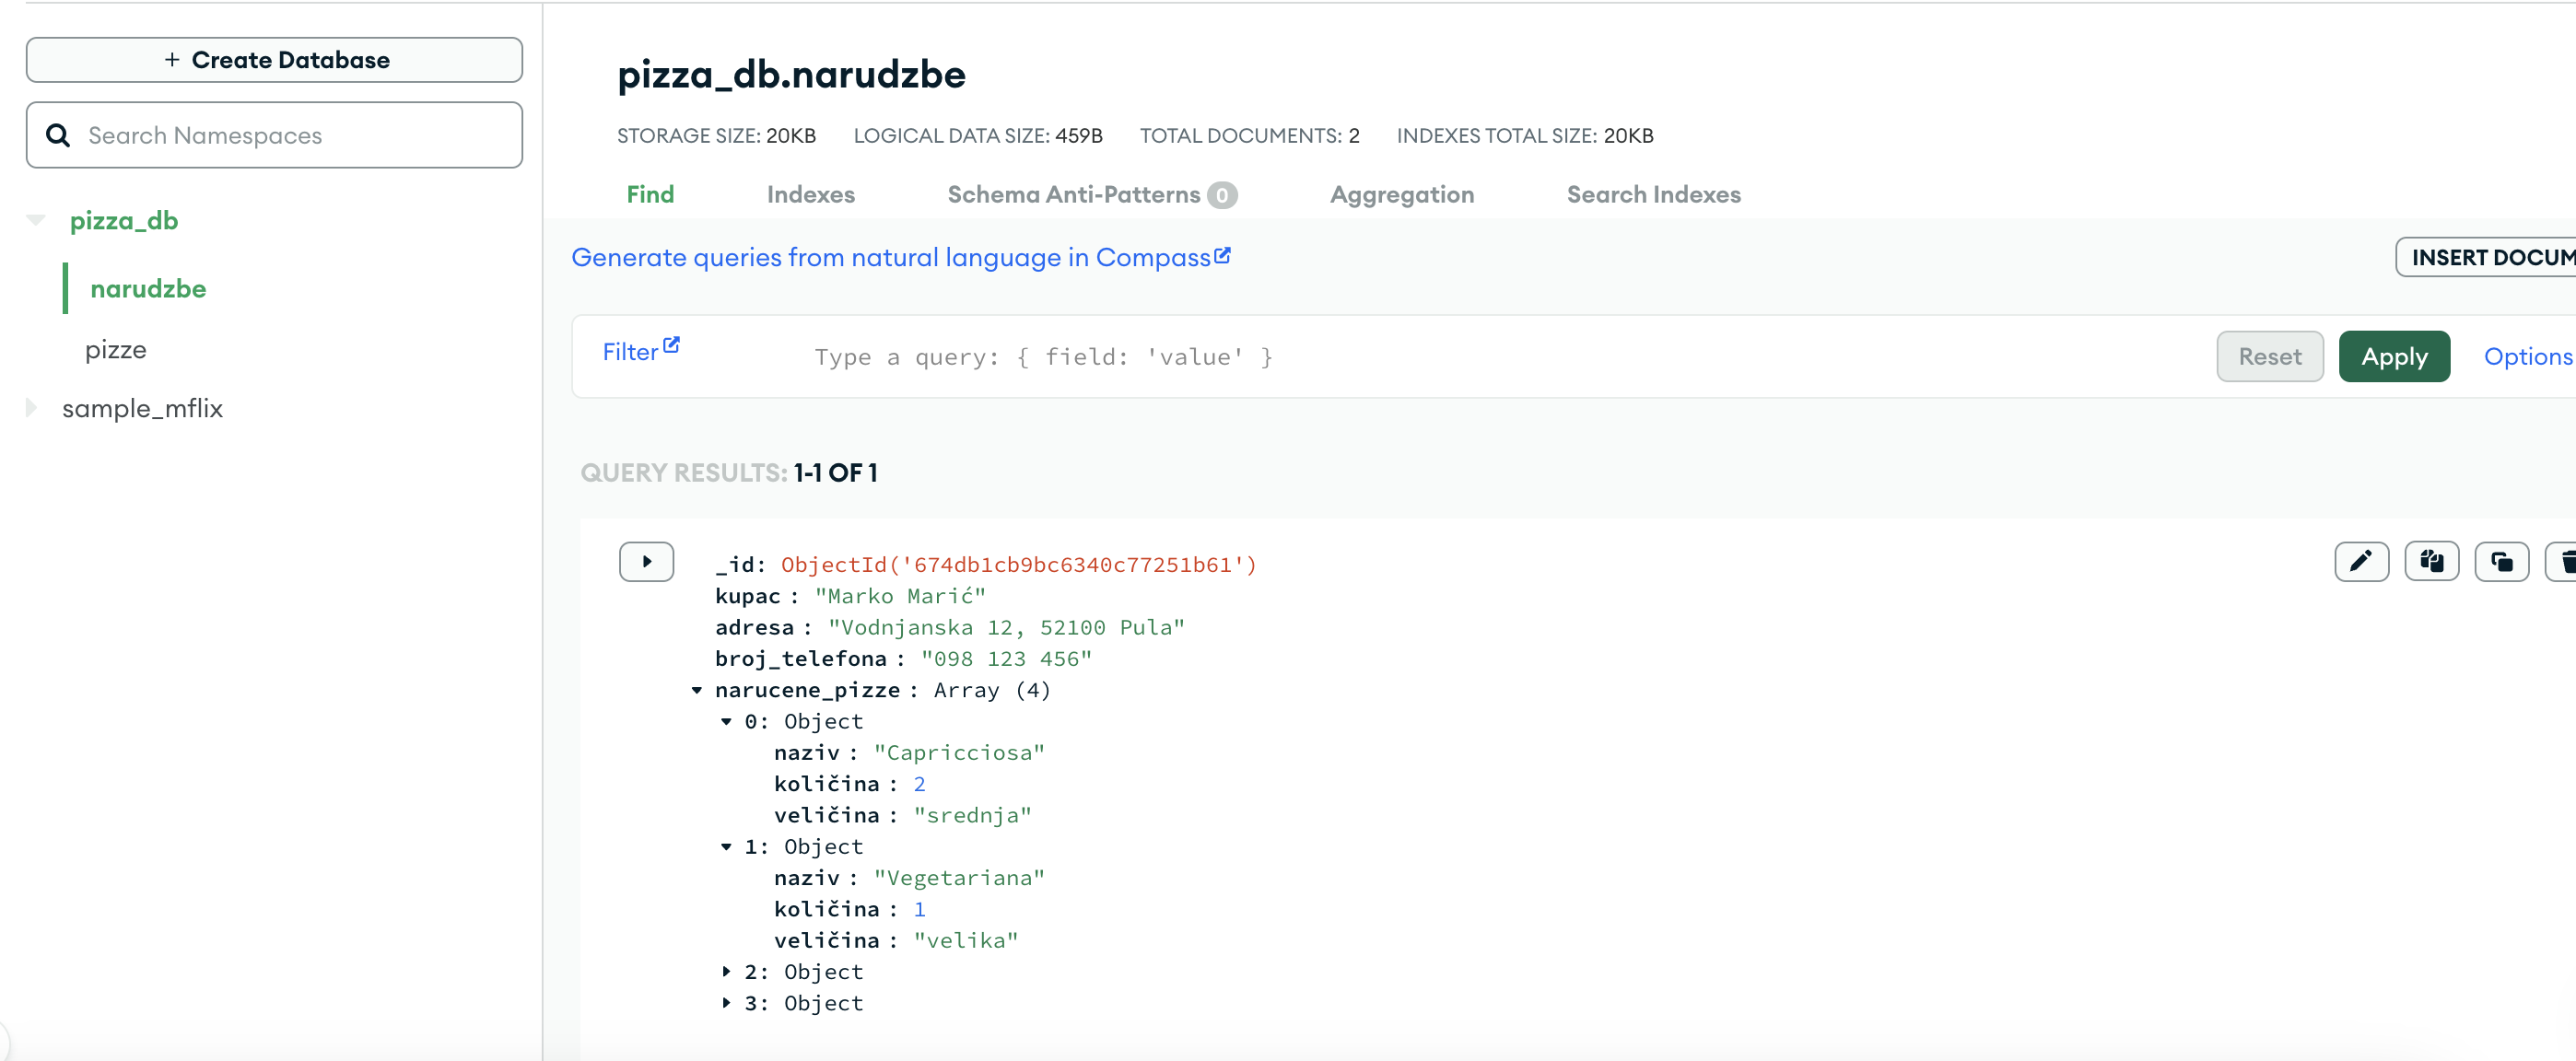 + Create Database
Search Namespaces
pizza_db
narudzbe
pizze
sample_mflix
pizza_db.narudzbe
STORAGE SIZE: 20KB LOGICAL DATA SIZE: 459B TOTAL DOCUMENTS: 2 INDEXES TOTAL SIZE: 20KB
Find Indexes Schema Anti-Patterns 0 Aggregation Search Indexes
Generate queries from natural language in Compass
INSERT DOCUM
Filter Type a query: { field: 'value' } Reset Apply Options
QUERY RESULTS: 1-1 OF 1
_id: ObjectId('674db1cb9bc6340c77251b61')
kupac : "Marko Marić"
adresa : "Vodnjanska 12, 52100 Pula"
broj_telefona : "098 123 456"
narucene_pizze : Array (4)
0: Object
naziv : "Capricciosa"
količina : 2
veličina : "srednja"
1: Object
naziv : "Vegetariana"
količina : 1
veličina : "velika"
2: Object
3: Object